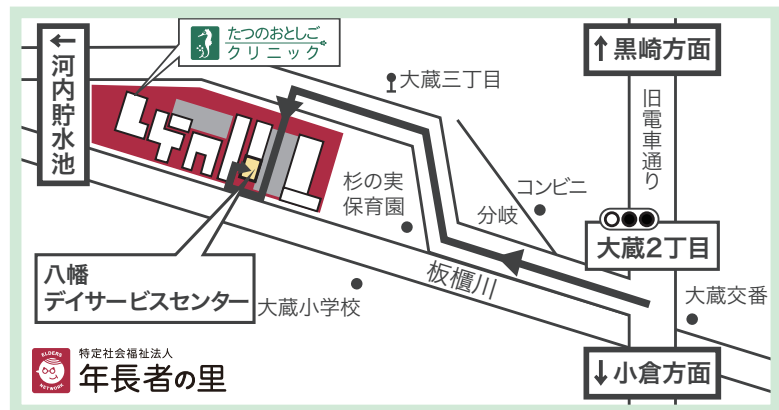 ←
河内貯水池
たつのおとしご
クリニック
大蔵三丁目
↑黒崎方面
旧電車通り
杉の実
保育園
コンビニ
分岐
大蔵2丁目
八幡
デイサービスセンター
大蔵小学校
板櫃川
大蔵交番
↓小倉方面
ELDERS
NETWORK
特定社会福祉法人
年長者の里